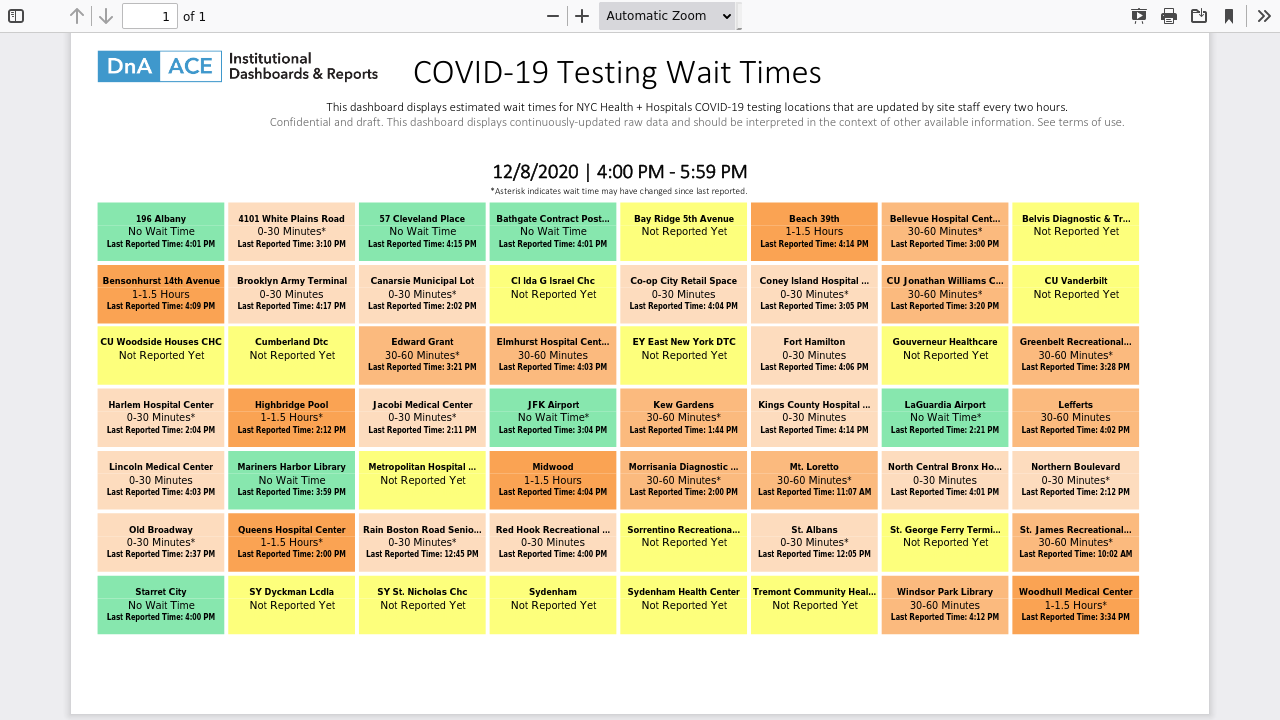 1 of 1
Automatic Zoom
DnA ACE Institutional
Dashboards & Reports
COVID-19 Testing Wait Times
This dashboard displays estimated wait times for NYC Health + Hospitals COVID-19 testing locations that are updated by site staff every two hours.
Confidential and draft. This dashboard displays continuously-updated raw data and should be interpreted in the context of other available information. See terms of use.
12/8/2020 | 4:00 PM - 5:59 PM
*Asterisk indicates wait time may have changed since last reported.
196 Albany
No Wait Time
Last Reported Time: 4:01 PM
4101 White Plains Road
0-30 Minutes*
Last Reported Time: 3:10 PM
57 Cleveland Place
No Wait Time
Last Reported Time: 4:15 PM
Bathgate Contract Post...
No Wait Time
Last Reported Time: 4:01 PM
Bay Ridge 5th Avenue
Not Reported Yet
Beach 39th
1-1.5 Hours
Last Reported Time: 4:14 PM
Bellevue Hospital Cent...
30-60 Minutes*
Last Reported Time: 3:00 PM
Belvis Diagnostic & Tr...
Not Reported Yet
Bensonhurst 14th Avenue
1-1.5 Hours
Last Reported Time: 4:09 PM
Brooklyn Army Terminal
0-30 Minutes
Last Reported Time: 4:17 PM
Canarsie Municipal Lot
0-30 Minutes*
Last Reported Time: 2:02 PM
Cl Ida G Israel Chc
Not Reported Yet
Co-op City Retail Space
0-30 Minutes
Last Reported Time: 4:04 PM
Coney Island Hospital ...
0-30 Minutes*
Last Reported Time: 3:05 PM
CU Jonathan Williams C...
30-60 Minutes*
Last Reported Time: 3:20 PM
CU Vanderbilt
Not Reported Yet
CU Woodside Houses CHC
Not Reported Yet
Cumberland Dtc
Not Reported Yet
Edward Grant
30-60 Minutes*
Last Reported Time: 3:21 PM
Elmhurst Hospital Cent...
30-60 Minutes
Last Reported Time: 4:03 PM
EY East New York DTC
Not Reported Yet
Fort Hamilton
0-30 Minutes
Last Reported Time: 4:06 PM
Gouverneur Healthcare
Not Reported Yet
Greenbelt Recreational...
30-60 Minutes*
Last Reported Time: 3:28 PM
Harlem Hospital Center
0-30 Minutes*
Last Reported Time: 2:04 PM
Highbridge Pool
1-1.5 Hours*
Last Reported Time: 2:12 PM
Jacobi Medical Center
0-30 Minutes*
Last Reported Time: 2:11 PM
JFK Airport
No Wait Time*
Last Reported Time: 3:04 PM
Kew Gardens
30-60 Minutes*
Last Reported Time: 1:44 PM
Kings County Hospital ...
0-30 Minutes
Last Reported Time: 4:14 PM
LaGuardia Airport
No Wait Time*
Last Reported Time: 2:21 PM
Lefferts
30-60 Minutes
Last Reported Time: 4:02 PM
Lincoln Medical Center
0-30 Minutes
Last Reported Time: 4:03 PM
Mariners Harbor Library
No Wait Time
Last Reported Time: 3:59 PM
Metropolitan Hospital ...
Not Reported Yet
Midwood
1-1.5 Hours
Last Reported Time: 4:04 PM
Morrisania Diagnostic ...
30-60 Minutes*
Last Reported Time: 2:00 PM
Mt. Loretto
30-60 Minutes*
Last Reported Time: 11:07 AM
North Central Bronx Ho...
0-30 Minutes
Last Reported Time: 4:01 PM
Northern Boulevard
0-30 Minutes*
Last Reported Time: 2:12 PM
Old Broadway
0-30 Minutes*
Last Reported Time: 2:37 PM
Queens Hospital Center
1-1.5 Hours*
Last Reported Time: 2:00 PM
Rain Boston Road Senio...
0-30 Minutes*
Last Reported Time: 12:45 PM
Red Hook Recreational ...
0-30 Minutes
Last Reported Time: 4:00 PM
Sorrentino Recreationa...
Not Reported Yet
St. Albans
0-30 Minutes*
Last Reported Time: 12:05 PM
St. George Ferry Termi...
Not Reported Yet
St. James Recreational...
30-60 Minutes*
Last Reported Time: 10:02 AM
Starret City
No Wait Time
Last Reported Time: 4:00 PM
SY Dyckman Lcdla
Not Reported Yet
SY St. Nicholas Chc
Not Reported Yet
Sydenham
Not Reported Yet
Sydenham Health Center
Not Reported Yet
Tremont Community Heal...
Not Reported Yet
Windsor Park Library
30-60 Minutes
Last Reported Time: 4:12 PM
Woodhull Medical Center
1-1.5 Hours*
Last Reported Time: 3:34 PM